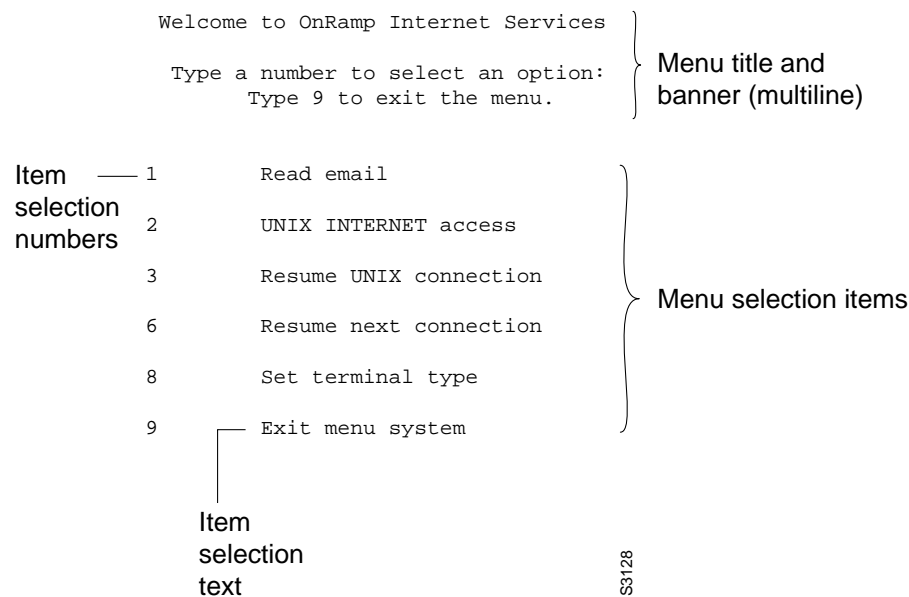 Welcome to OnRamp Internet Services
Type a number to select an option:
Type 9 to exit the menu.
Menu title and
banner (multiline)
Item
selection
numbers
1 Read email
2 UNIX INTERNET access
3 Resume UNIX connection
6 Resume next connection
8 Set terminal type
9 Exit menu system
Menu selection items
Item
selection
text
S3128